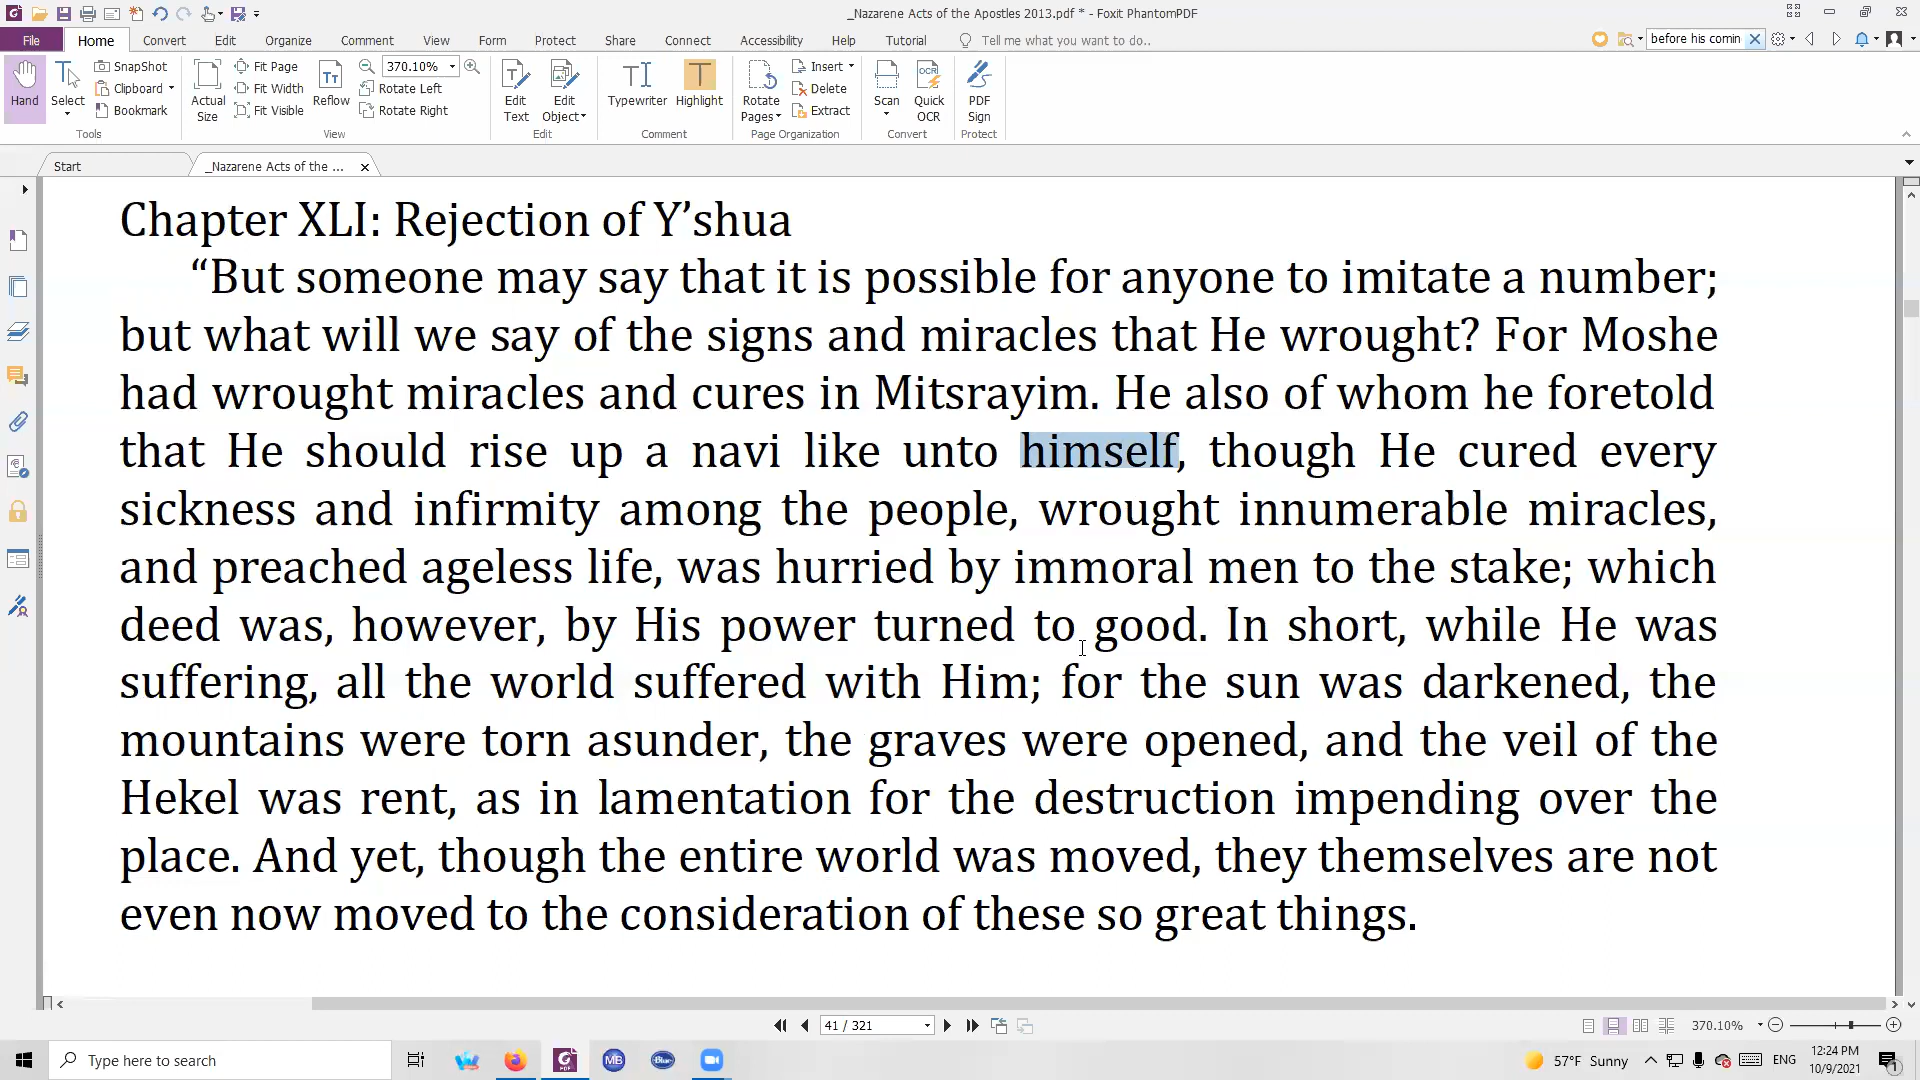 _Nazarene Acts of the Apostles 2013.pdf * - Foxit PhantomPDF
File Home Convert Edit Organize Comment View Form Protect Share Connect Accessibility Help Tutorial Tell me what you want to do.. before his comin
SnapShot Fit Page 370.10% Insert
Clipboard Fit Width Rotate Left Delete
Bookmark Fit Visible Rotate Right Extract
Hand Select Actual Size Reflow Edit Text Edit Object Typewriter Highlight Rotate Pages Scan Quick OCR PDF Sign
Tools View Edit Comment Page Organization Convert Protect
Start _Nazarene Acts of the ...
Chapter XLI: Rejection of Y’shua
“But someone may say that it is possible for anyone to imitate a number;
but what will we say of the signs and miracles that He wrought? For Moshe
had wrought miracles and cures in Mitsrayim. He also of whom he foretold
that He should rise up a navi like unto himself, though He cured every
sickness and infirmity among the people, wrought innumerable miracles,
and preached ageless life, was hurried by immoral men to the stake; which
deed was, however, by His power turned to good. In short, while He was
suffering, all the world suffered with Him; for the sun was darkened, the
mountains were torn asunder, the graves were opened, and the veil of the
Hekel was rent, as in lamentation for the destruction impending over the
place. And yet, though the entire world was moved, they themselves are not
even now moved to the consideration of these so great things.
41 / 321 370.10%
Type here to search MB Blue 57°F Sunny ENG 12:24 PM
10/9/2021 1